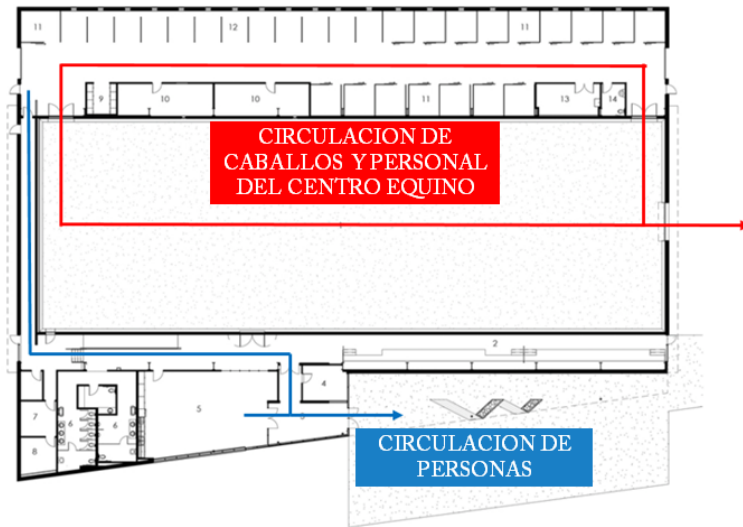 11 12 11
9 10 10 11 13 14
CIRCULACION DE
CABALLOS Y PERSONAL
DEL CENTRO EQUINO
2
4
5
7 6 6
8
CIRCULACION DE
PERSONAS